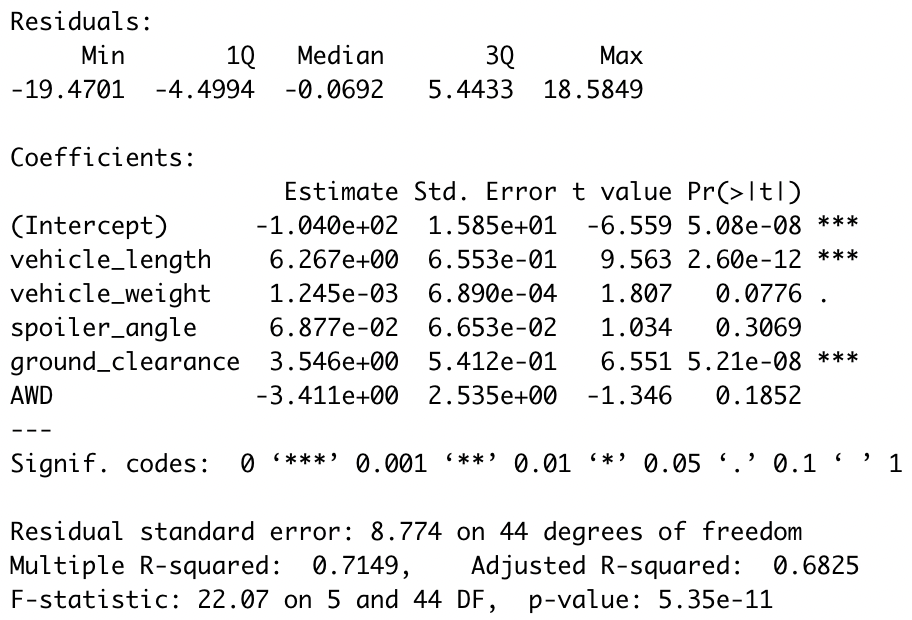 Residuals:
     Min       1Q   Median       3Q      Max
-19.4701  -4.4994  -0.0692   5.4433  18.5849

Coefficients:
                   Estimate Std. Error t value Pr(>|t|)
(Intercept)      -1.040e+02  1.585e+01  -6.559 5.08e-08 ***
vehicle_length    6.267e+00  6.553e-01   9.563 2.60e-12 ***
vehicle_weight    1.245e-03  6.890e-04   1.807   0.0776 .
spoiler_angle     6.877e-02  6.653e-02   1.034   0.3069
ground_clearance  3.546e+00  5.412e-01   6.551 5.21e-08 ***
AWD              -3.411e+00  2.535e+00  -1.346   0.1852
---
Signif. codes:  0 ‘***’ 0.001 ‘**’ 0.01 ‘*’ 0.05 ‘.’ 0.1 ‘ ’ 1

Residual standard error: 8.774 on 44 degrees of freedom
Multiple R-squared:  0.7149,    Adjusted R-squared:  0.6825
F-statistic: 22.07 on 5 and 44 DF,  p-value: 5.35e-11